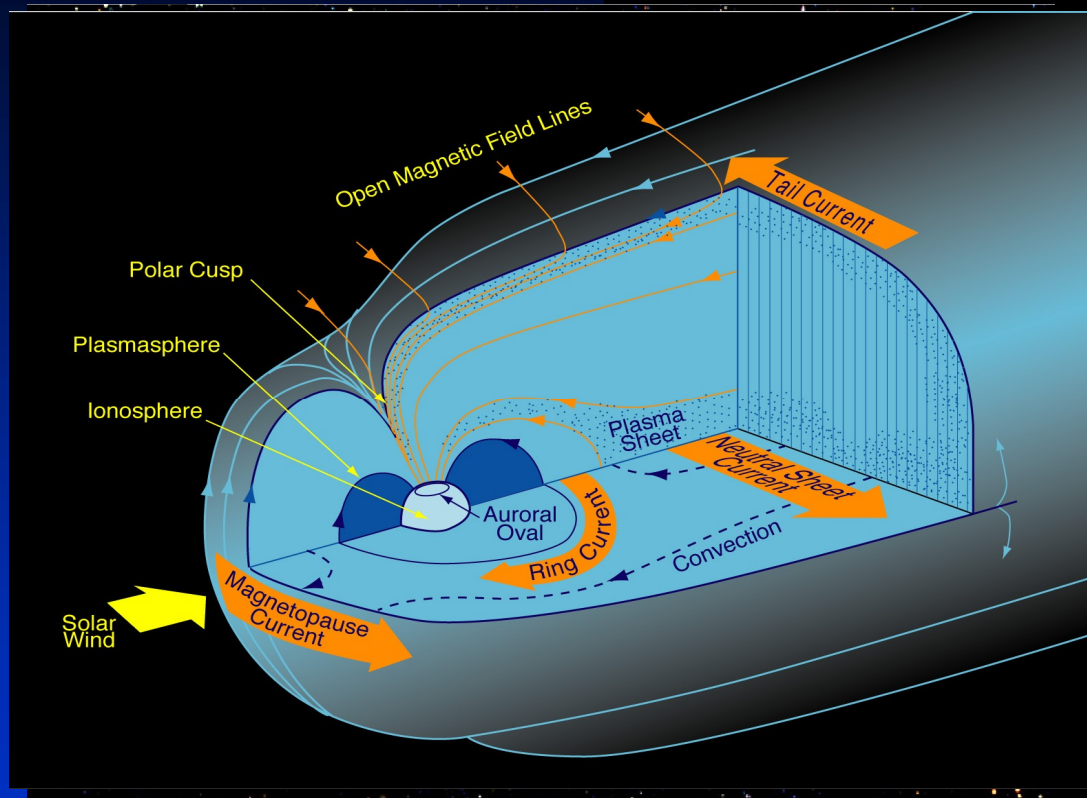 Open Magnetic Field Lines
Tail Current
Polar Cusp
Plasmasphere
Ionosphere
Plasma
Sheet
Neutral Sheet
Current
Auroral
Oval
Ring Current
Convection
Magnetopause
Current
Solar
Wind